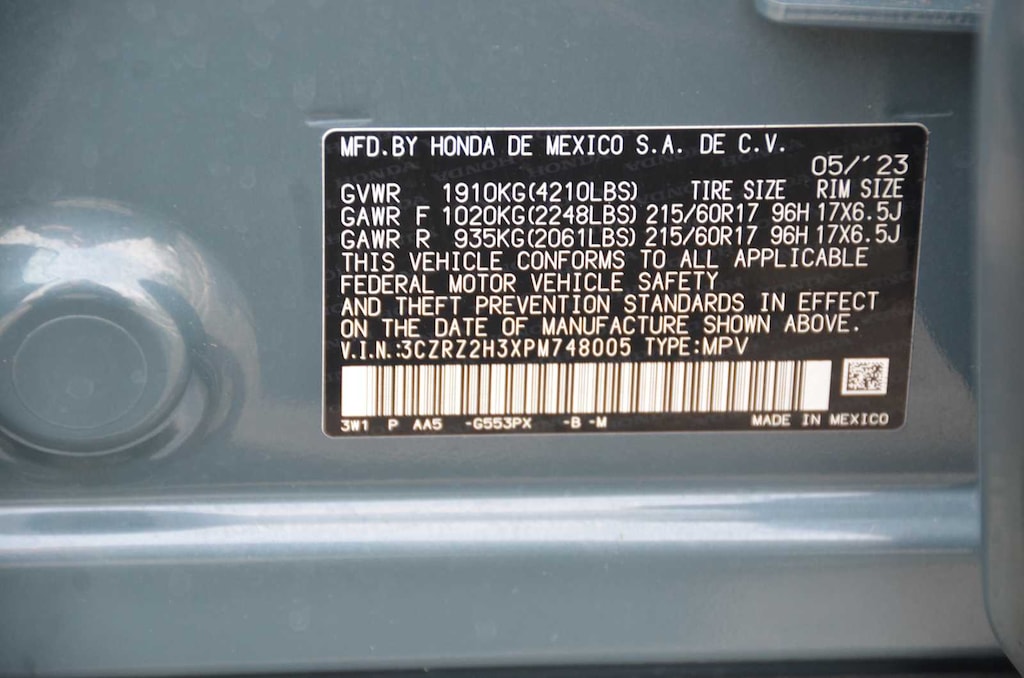 MFD.BY HONDA DE MEXICO S.A. DE C.V.
05/'23
GVWR 1910KG(4210LBS) TIRE SIZE RIM SIZE
GAWR F 1020KG(2248LBS) 215/60R17 96H 17X6.5J
GAWR R 935KG(2061LBS) 215/60R17 96H 17X6.5J
THIS VEHICLE CONFORMS TO ALL APPLICABLE
FEDERAL MOTOR VEHICLE SAFETY
AND THEFT PREVENTION STANDARDS IN EFFECT
ON THE DATE OF MANUFACTURE SHOWN ABOVE.
V.I.N.:3CZRZ2H3XPM748005 TYPE:MPV
3W1 P AA5 -G553PX -B -M MADE IN MEXICO